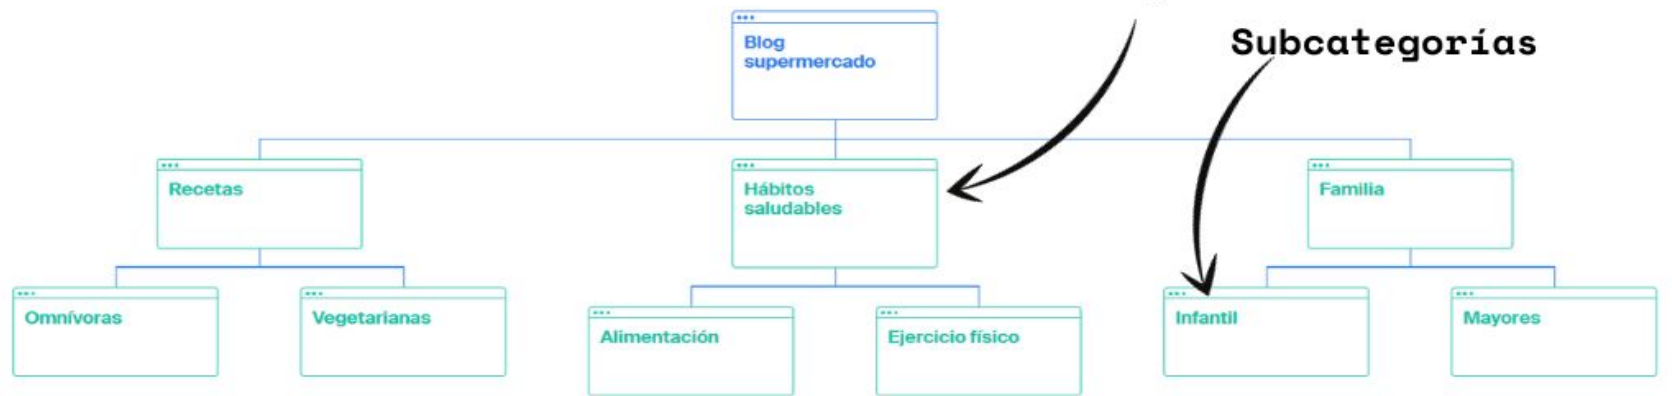 Subcategorías
Blog
supermercado
Recetas
Hábitos
saludables
Familia
Omnívoras
Vegetarianas
Alimentación
Ejercicio físico
Infantil
Mayores